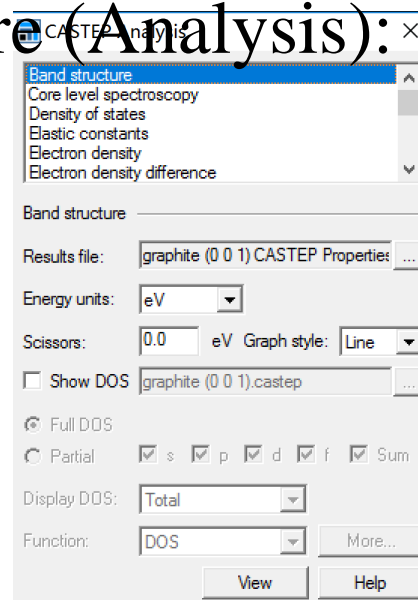 re (Analysis):
CASTEP Analysis
Band structure
Core level spectroscopy
Density of states
Elastic constants
Electron density
Electron density difference
Band structure
Results file: graphite (0 0 1) CASTEP Properties ...
Energy units: eV
Scissors: 0.0 eV Graph style: Line
Show DOS graphite (0 0 1).castep ...
Full DOS
Partial s p d f Sum
Display DOS: Total
Function: DOS More...
View Help